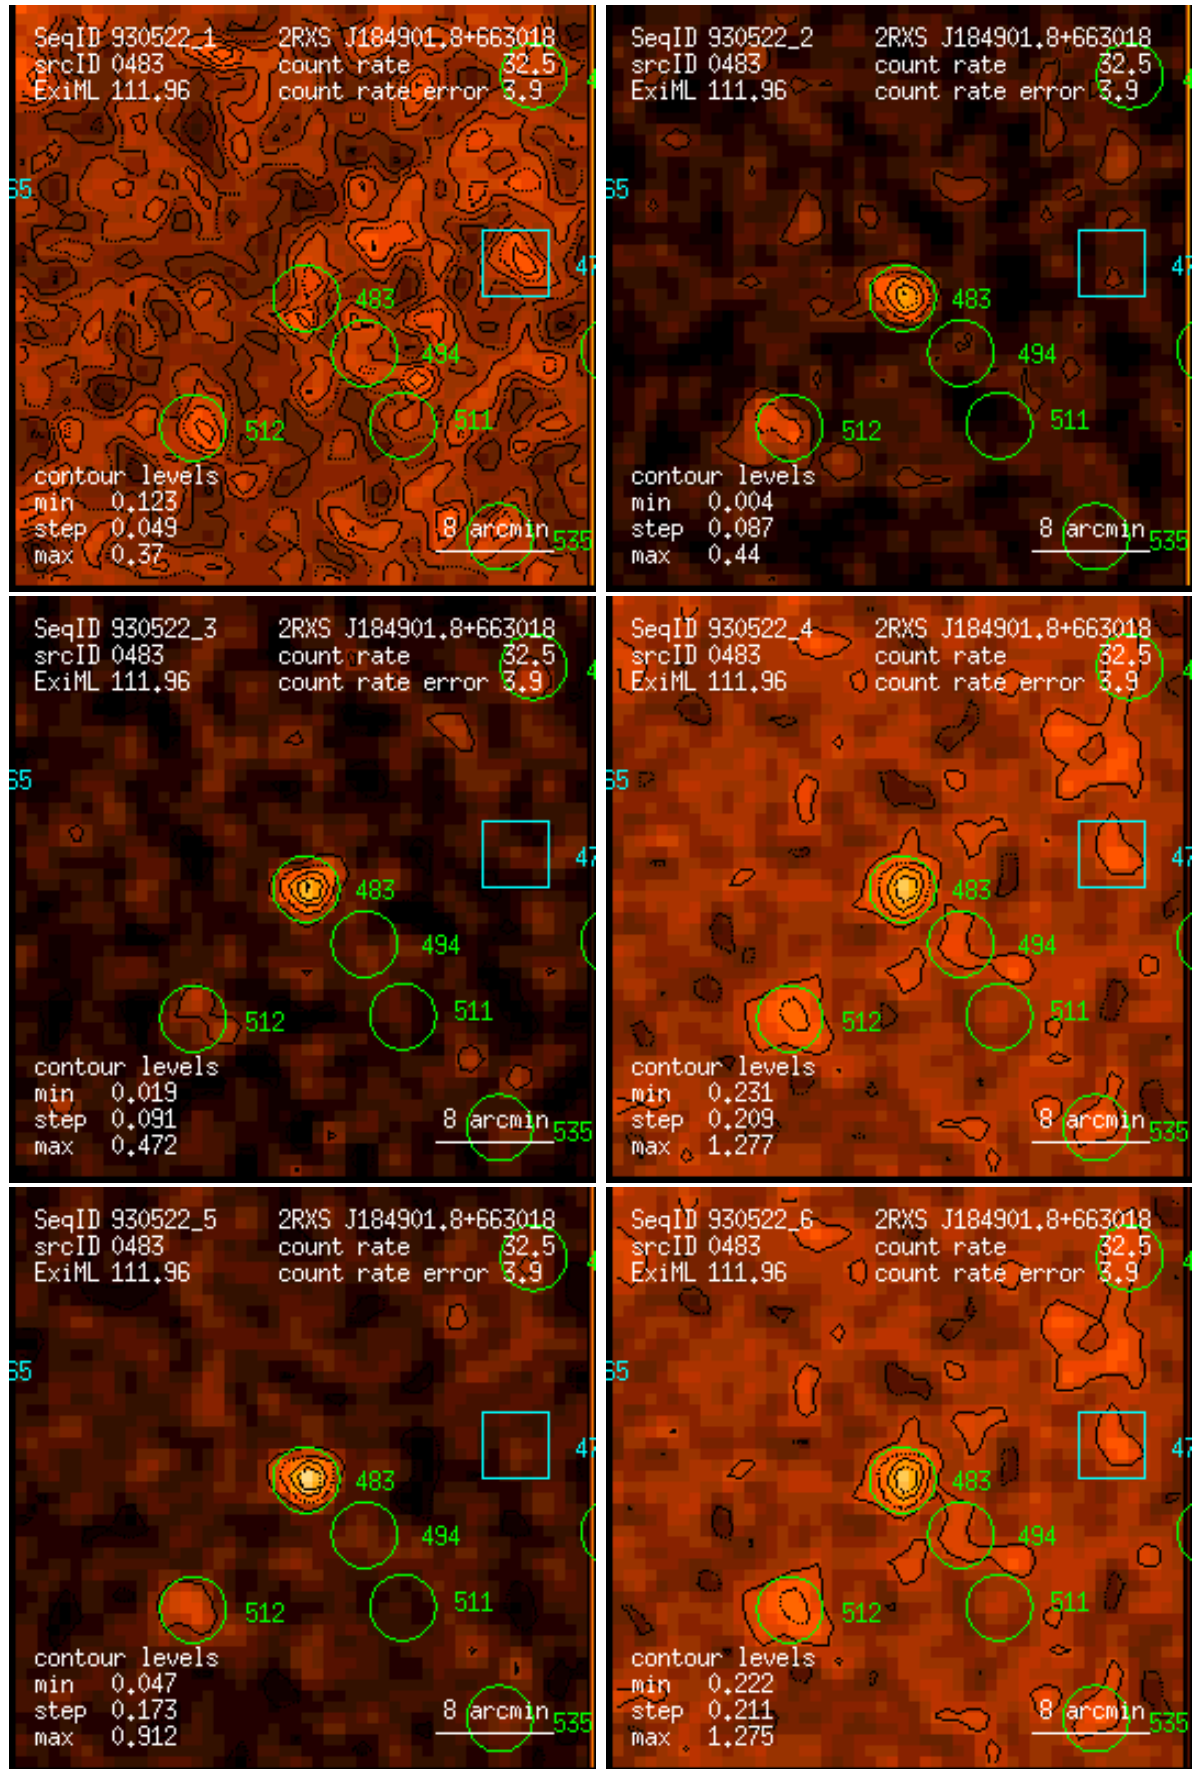 SeqID 930522_1 2RXS J184901.8+663018
srcID 0483 count rate 32.5
ExiML 111.96 count rate error 3.9
4
65
47
483
494
511
512
contour levels
min 0.123
step 0.049 8 arcmin 535
max 0.37
SeqID 930522_2 2RXS J184901.8+663018
srcID 0483 count rate 32.5
ExiML 111.96 count rate error 3.9
4
65
47
483
494
511
512
contour levels
min 0.004
step 0.087 8 arcmin 535
max 0.44
SeqID 930522_3 2RXS J184901.8+663018
srcID 0483 count rate 32.5
ExiML 111.96 count rate error 3.9
4
65
47
483
494
511
512
contour levels
min 0.019
step 0.091 8 arcmin 535
max 0.472
SeqID 930522_4 2RXS J184901.8+663018
srcID 0483 count rate 32.5
ExiML 111.96 count rate error 3.9
4
65
47
483
494
511
512
contour levels
min 0.231
step 0.209 8 arcmin 535
max 1.277
SeqID 930522_5 2RXS J184901.8+663018
srcID 0483 count rate 32.5
ExiML 111.96 count rate error 3.9
4
65
47
483
494
511
512
contour levels
min 0.047
step 0.173 8 arcmin 535
max 0.912
SeqID 930522_6 2RXS J184901.8+663018
srcID 0483 count rate 32.5
ExiML 111.96 count rate error 3.9
4
65
47
483
494
511
512
contour levels
min 0.222
step 0.211 8 arcmin 535
max 1.275